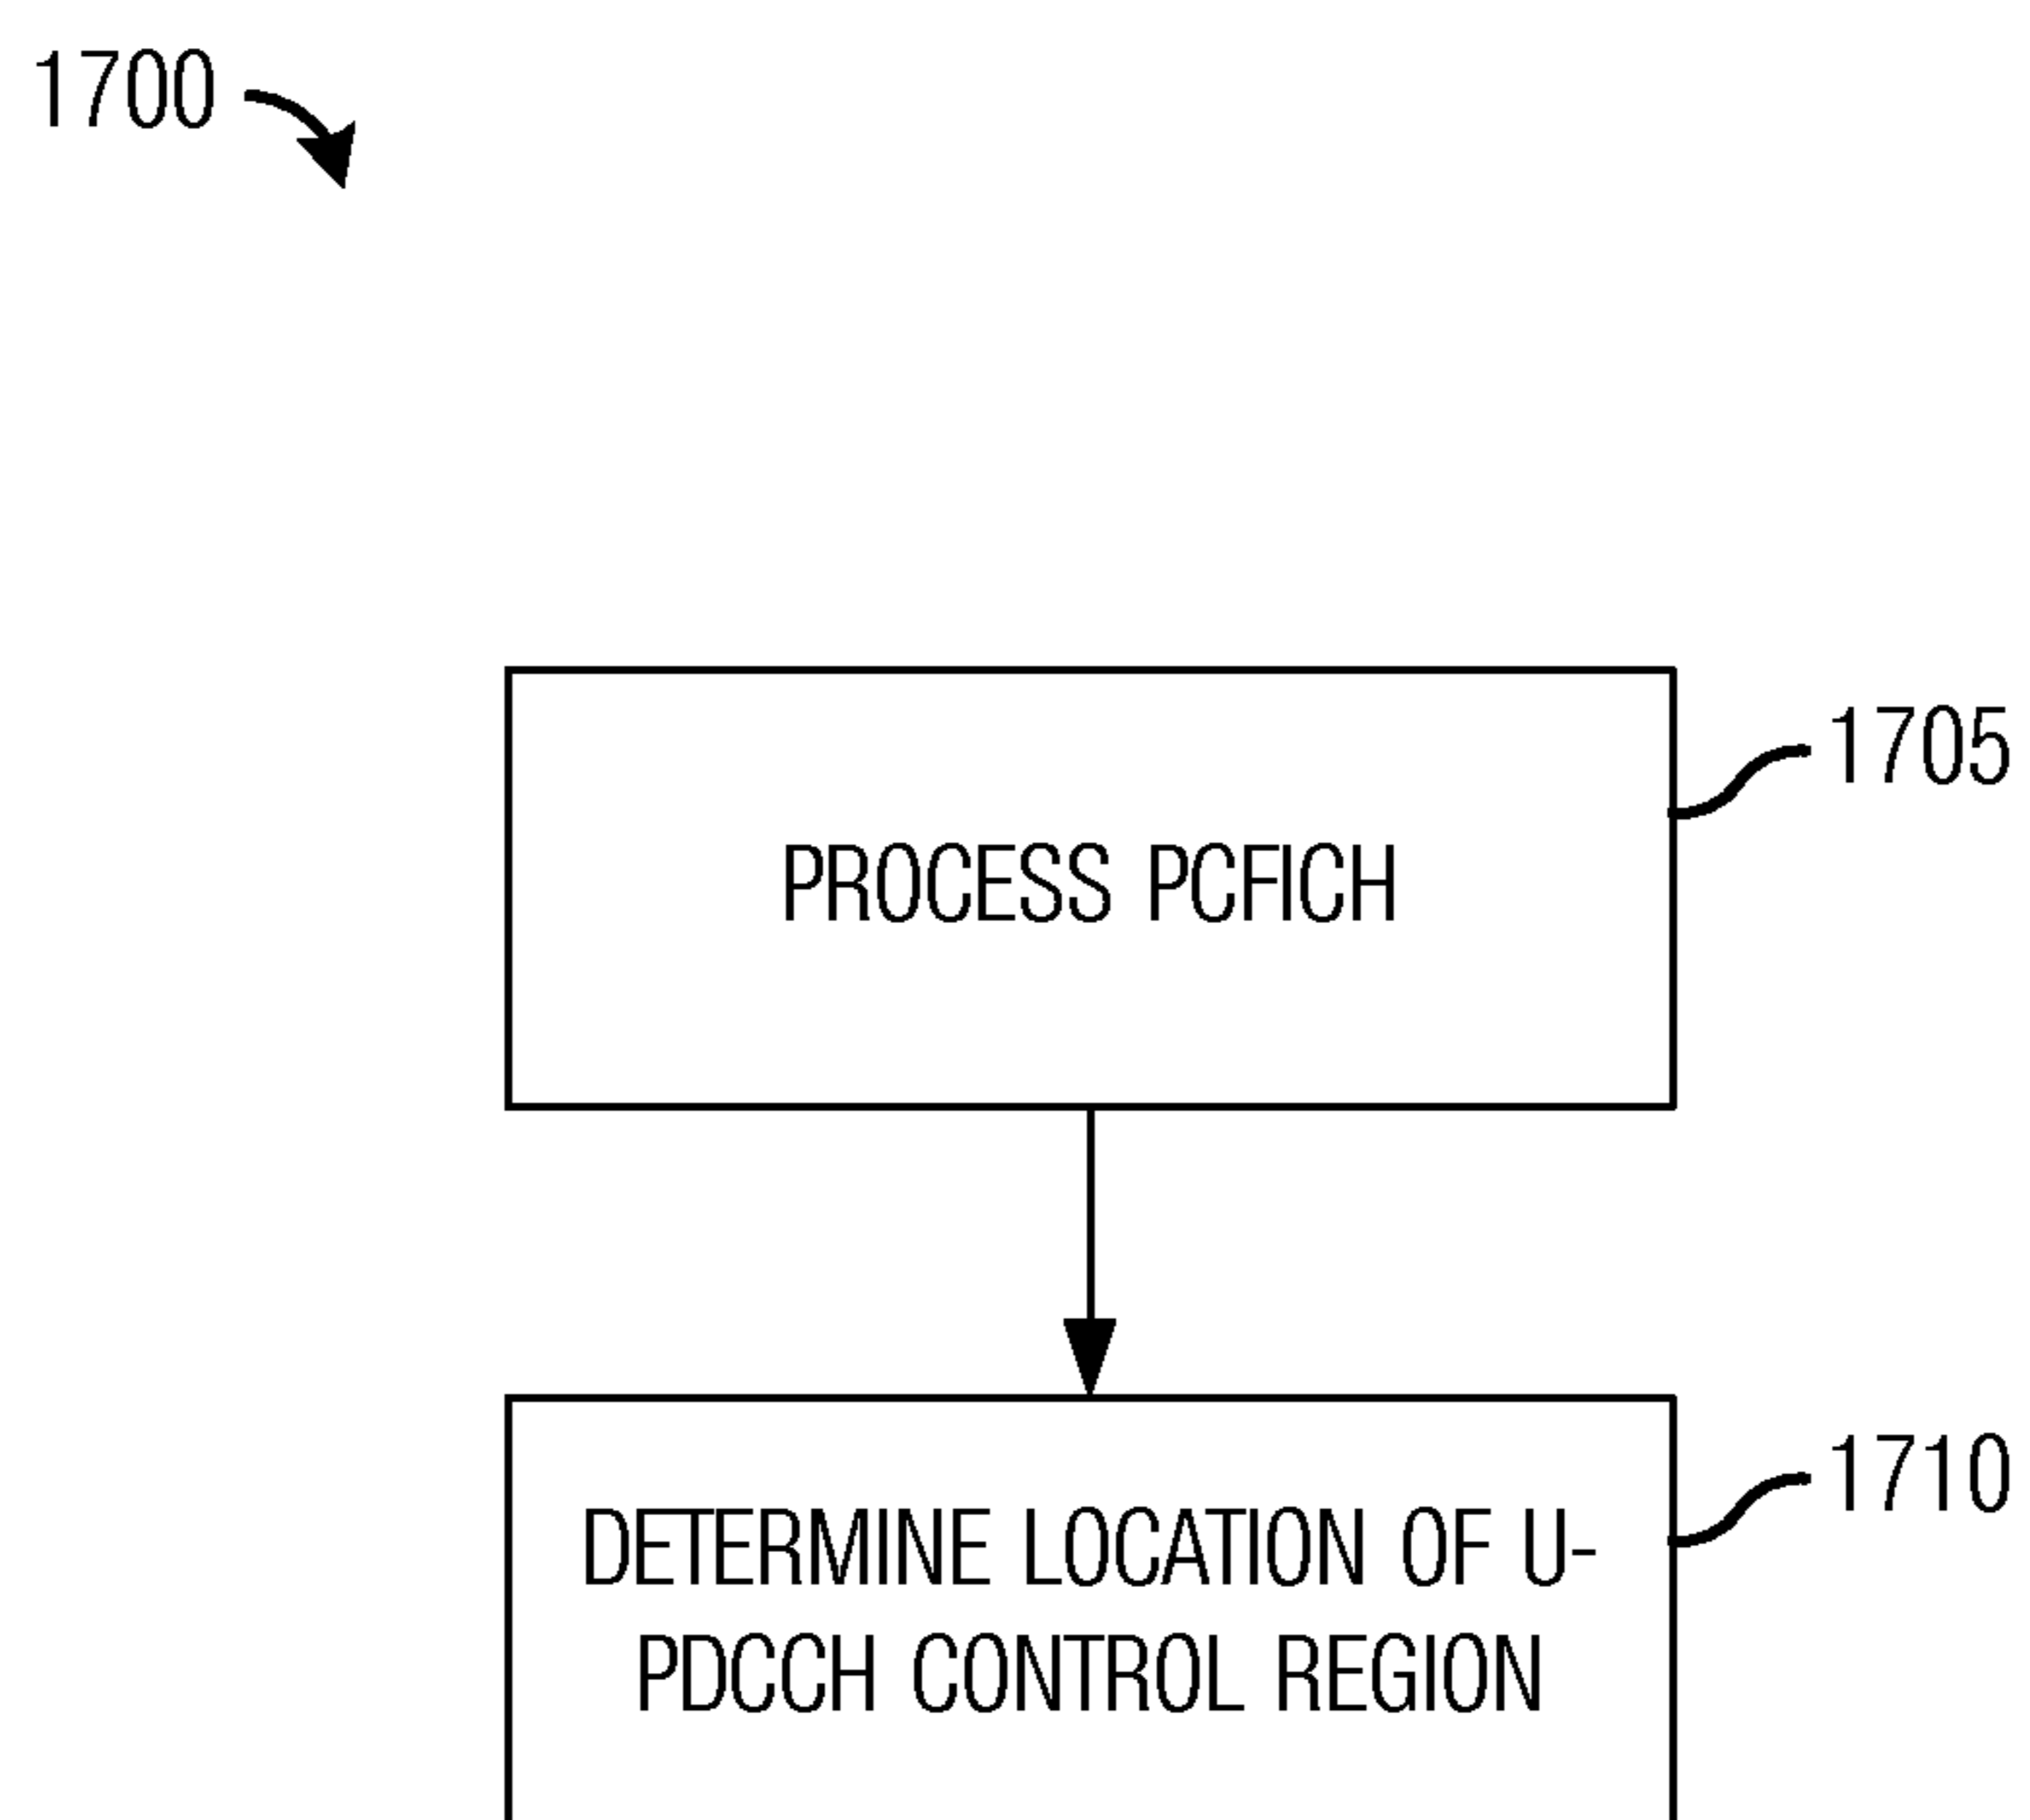 1700
1705
PROCESS PCFICH
1710
DETERMINE LOCATION OF U-
PDCCH CONTROL REGION